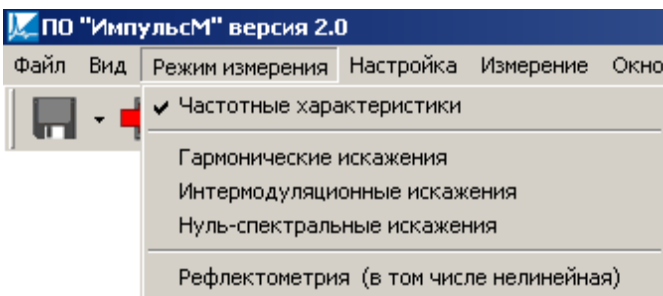 ПО "ИмпульсМ" версия 2.0
Файл Вид Режим измерения Настройка Измерение Окно
Частотные характеристики
Гармонические искажения
Интермодуляционные искажения
Нуль-спектральные искажения
Рефлектометрия (в том числе нелинейная)